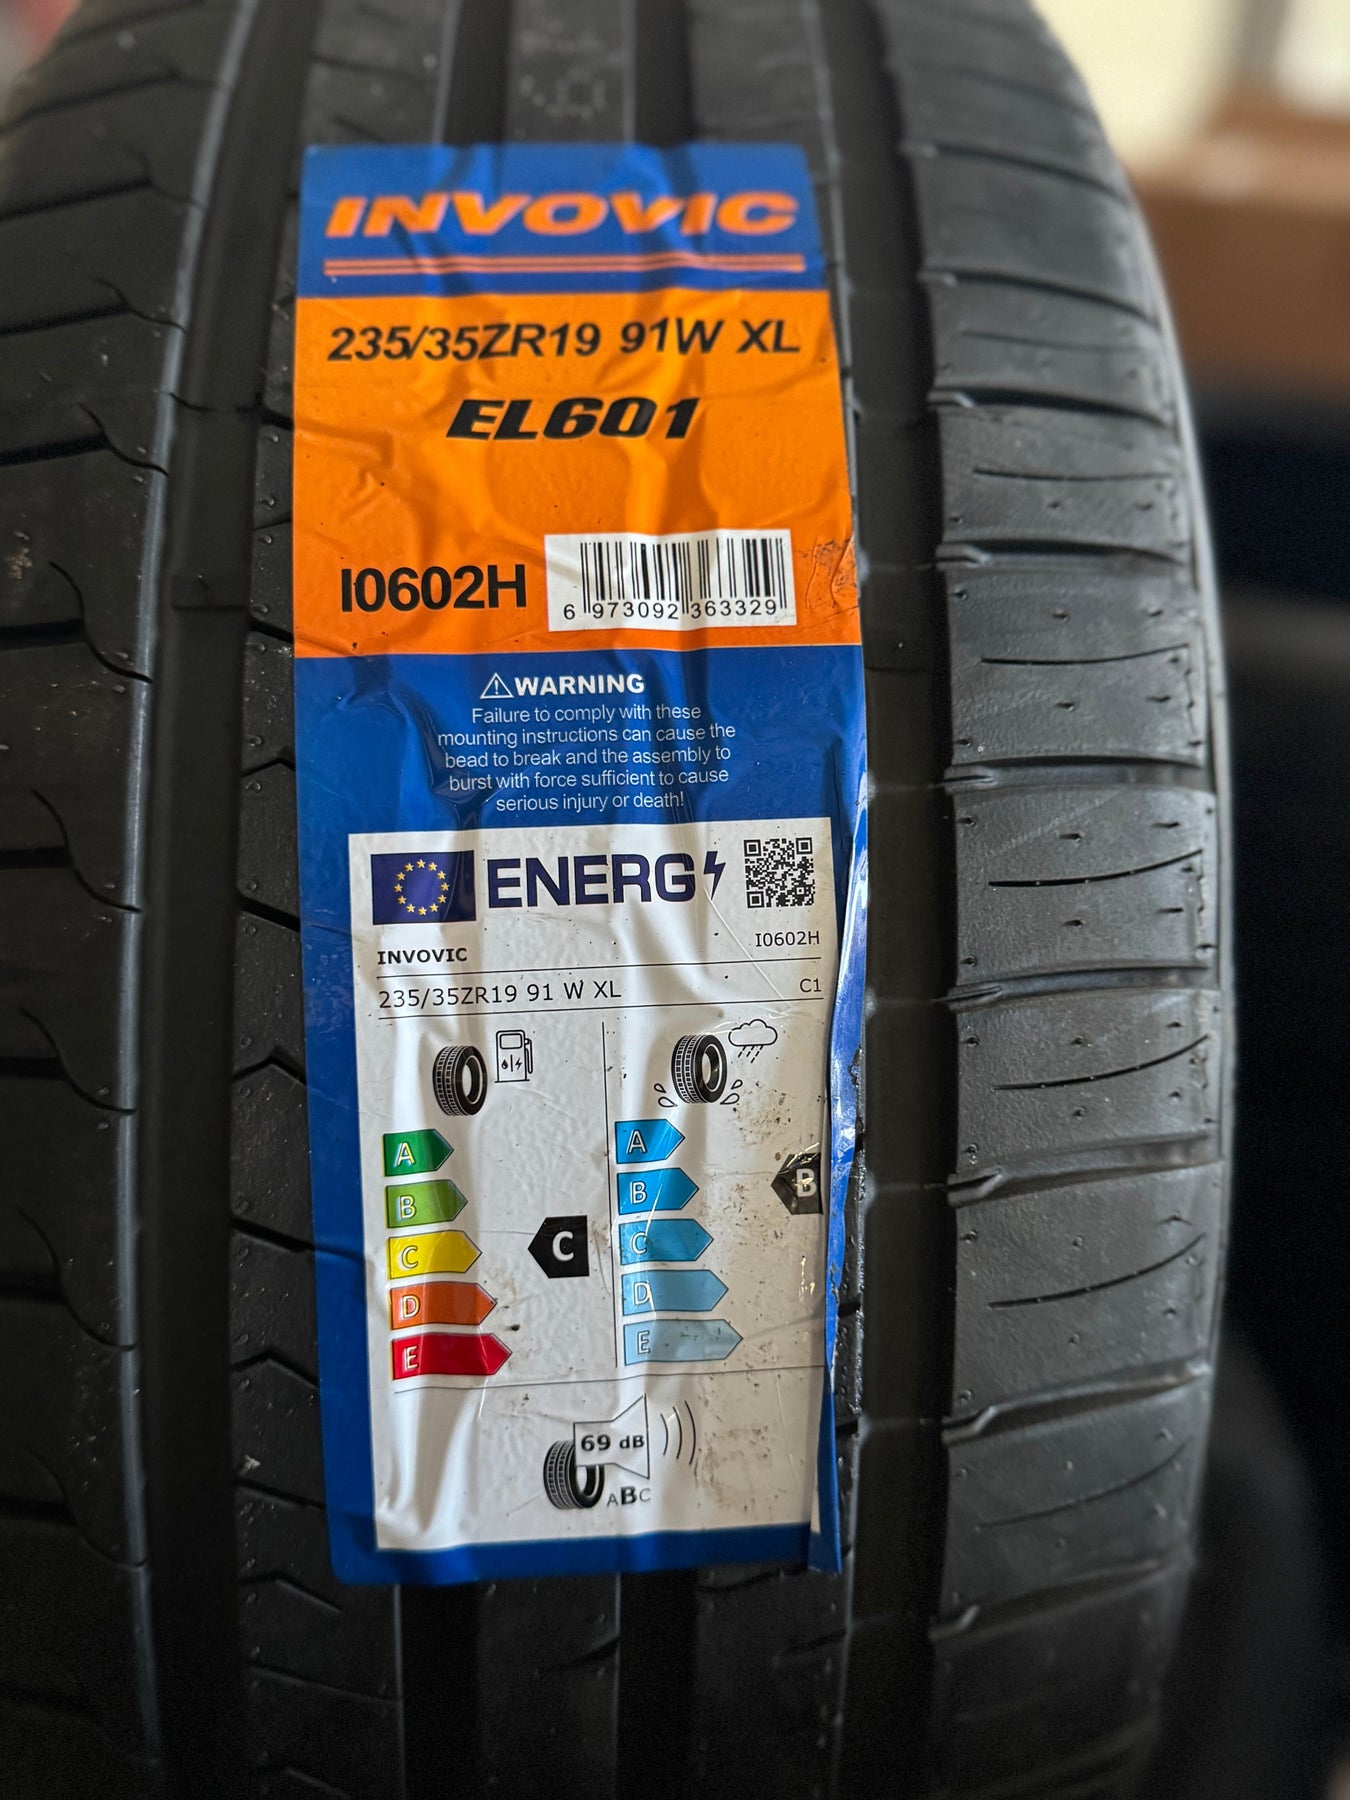 INVOVIC
235/35ZR19 91W XL
EL601
I0602H
6 973092 363329
⚠WARNING
Failure to comply with these
mounting instructions can cause the
bead to break and the assembly to
burst with force sufficient to cause
serious injury or death!
ENERG
INVOVIC
I0602H
235/35ZR19 91 W XL
C1
A
B
C
D
E
C
A
B
C
D
E
B
69 dB
ABC